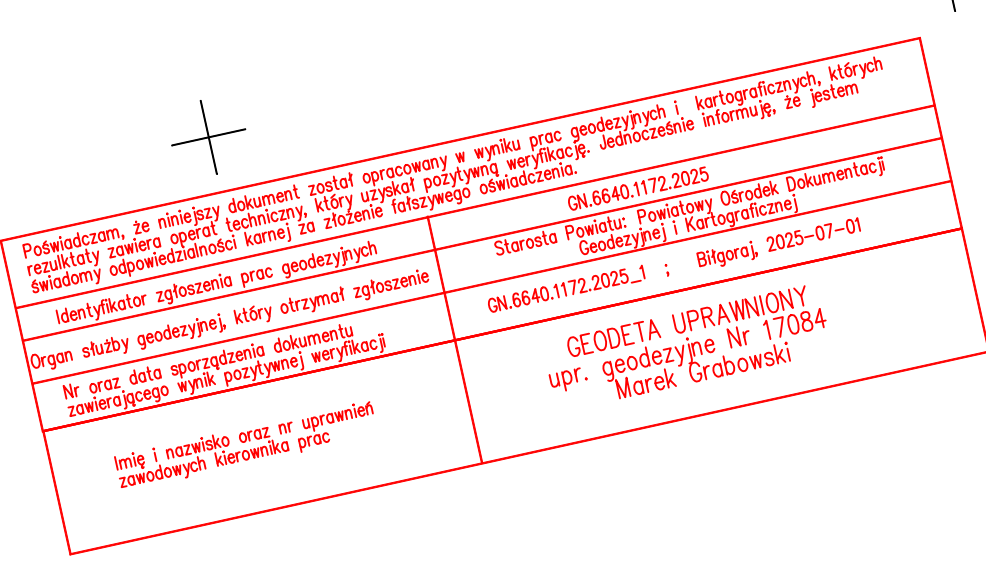 Poświadczam, że niniejszy dokument został opracowany w wyniku prac geodezyjnych i kartograficznych, których
rezulktaty zawiera operat techniczny, który uzyskał pozytywną weryfikację. Jednocześnie informuję, że jestem
świadomy odpowiedzialności karnej za złożenie fałszywego oświadczenia.
Identyfikator zgłoszenia prac geodezyjnych
GN.6640.1172.2025
Organ służby geodezyjnej, który otrzymał zgłoszenie
Starosta Powiatu: Powiatowy Ośrodek Dokumentacji
Geodezyjnej i Kartograficznej
Nr oraz data sporządzenia dokumentu
zawierającego wynik pozytywnej weryfikacji
GN.6640.1172.2025_1 ; Biłgoraj, 2025-07-01
Imię i nazwisko oraz nr uprawnień
zawodowych kierownika prac
GEODETA UPRAWNIONY
upr. geodezyjne Nr 17084
Marek Grabowski